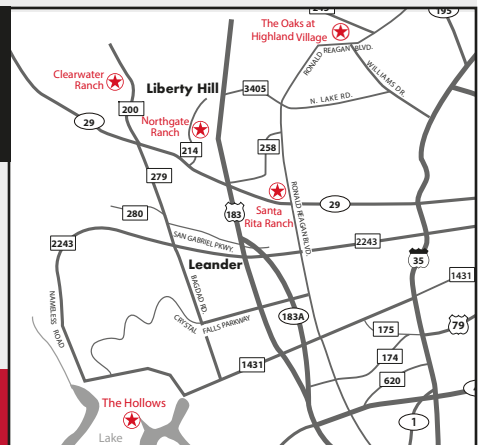 195
The Oaks at
Highland Village
RONALD REAGAN BLVD.
WILLIAMS DR.
Clearwater
Ranch
Liberty Hill
3405
N. LAKE RD.
200
29
Northgate
Ranch
214
258
279
RONALD REAGAN BLVD.
29
280
183
Santa
Rita Ranch
2243
SAN GABRIEL PKWY.
2243
35
Leander
1431
BAGDAD RD.
NAMELESS ROAD
CRYSTAL FALLS PARKWAY
183A
175
79
174
1431
620
The Hollows
1
Lake